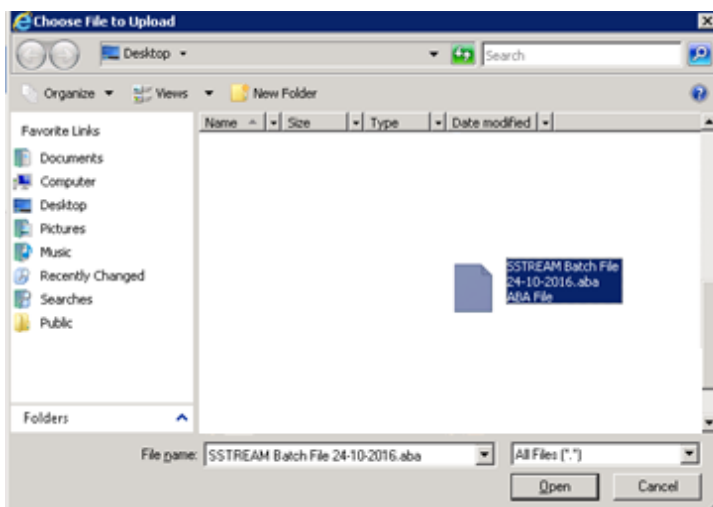 Choose File to Upload
Desktop
Search
Organize Views New Folder
Name Size Type Date modified
Favorite Links
Documents
Computer
Desktop
Pictures
Music
Recently Changed
Searches
Public
SSTREAM Batch File
24-10-2016.aba
ABA File
Folders
File name: SSTREAM Batch File 24-10-2016.aba All Files (*.*)
Open Cancel